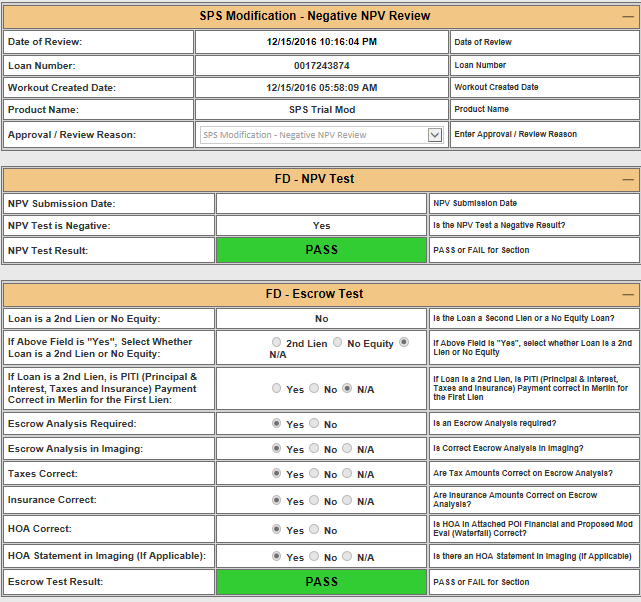 SPS Modification - Negative NPV Review
Date of Review: 12/15/2016 10:16:04 PM Date of Review
Loan Number: 0017243874 Loan Number
Workout Created Date: 12/15/2016 05:58:09 AM Workout Created Date
Product Name: SPS Trial Mod Product Name
Approval / Review Reason: SPS Modification - Negative NPV Review Enter Approval / Review Reason
FD - NPV Test
NPV Submission Date: NPV Submission Date
NPV Test is Negative: Yes Is the NPV Test a Negative Result?
NPV Test Result: PASS PASS or FAIL for Section
FD - Escrow Test
Loan is a 2nd Lien or No Equity: No Is the Loan a Second Lien or a No Equity Loan?
If Above Field is "Yes", Select Whether
Loan is a 2nd Lien or No Equity:
2nd Lien No Equity
N/A
If Above Field is "Yes", select whether Loan is a 2nd
Lien or No Equity
If Loan is a 2nd Lien, is PITI (Principal &
Interest, Taxes and Insurance) Payment
Correct in Merlin for the First Lien:
Yes No N/A
If Loan is a 2nd Lien, is PITI (Principal & Interest,
Taxes and Insurance) Payment correct in Merlin for
the First Lien
Escrow Analysis Required: Yes No Is an Escrow Analysis required?
Escrow Analysis in Imaging: Yes No N/A Is Correct Escrow Analysis in Imaging?
Taxes Correct: Yes No N/A Are Tax Amounts Correct on Escrow Analysis?
Insurance Correct: Yes No N/A
Are Insurance Amounts Correct on Escrow
Analysis?
HOA Correct: Yes No
Is HOA in Attached POI Financial and Proposed Mod
Eval (Waterfall) Correct?
HOA Statement in Imaging (If Applicable): Yes No N/A Is there an HOA Statement in Imaging (If Applicable)
Escrow Test Result: PASS PASS or FAIL for Section